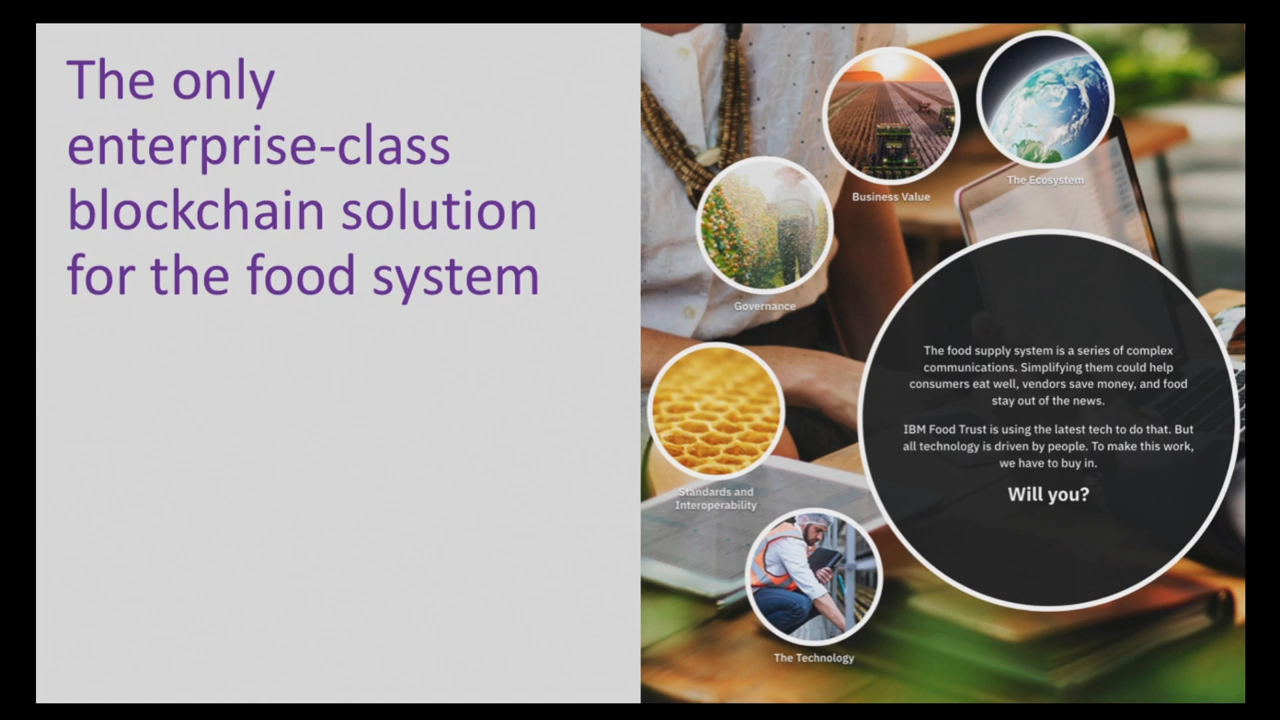 The only
enterprise-class
blockchain solution
for the food system
The Ecosystem
Business Value
Governance
Standards and
Interoperability
The Technology
The food supply system is a series of complex
communications. Simplifying them could help
consumers eat well, vendors save money, and food
stay out of the news.
IBM Food Trust is using the latest tech to do that. But
all technology is driven by people. To make this work,
we have to buy in.
Will you?